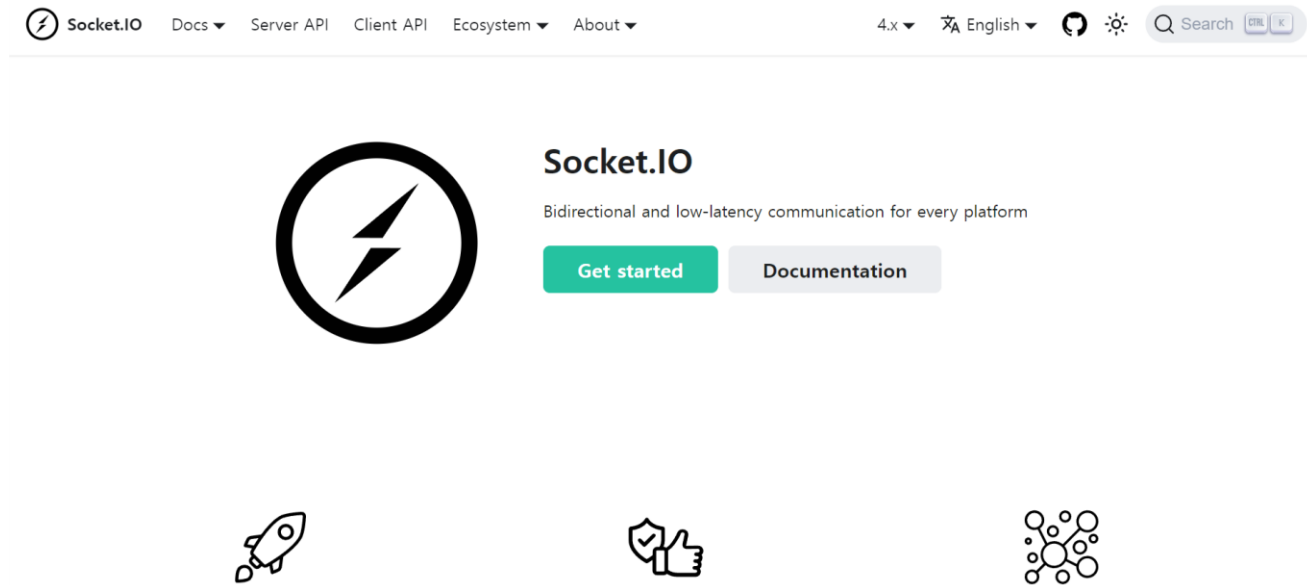 Socket.IO Docs Server API Client API Ecosystem About 4.x English Search CTRL K
Socket.IO
Bidirectional and low-latency communication for every platform
Get started Documentation